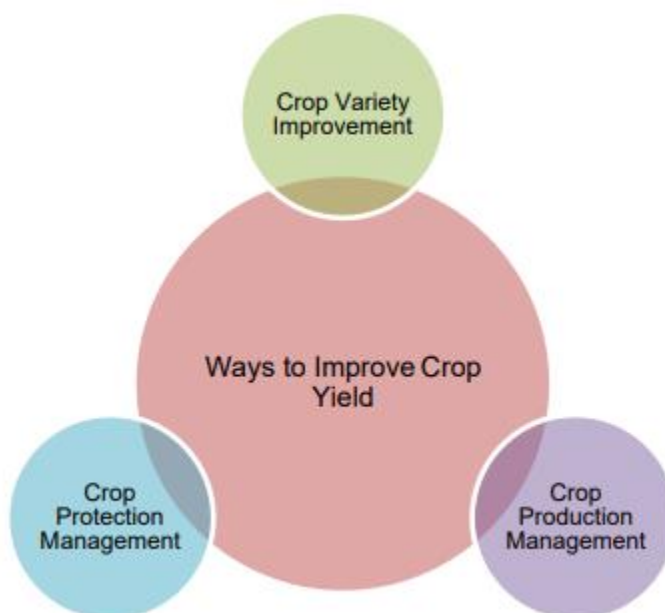 Crop Variety
Improvement
Ways to Improve Crop
Yield
Crop
Protection
Management
Crop
Production
Management